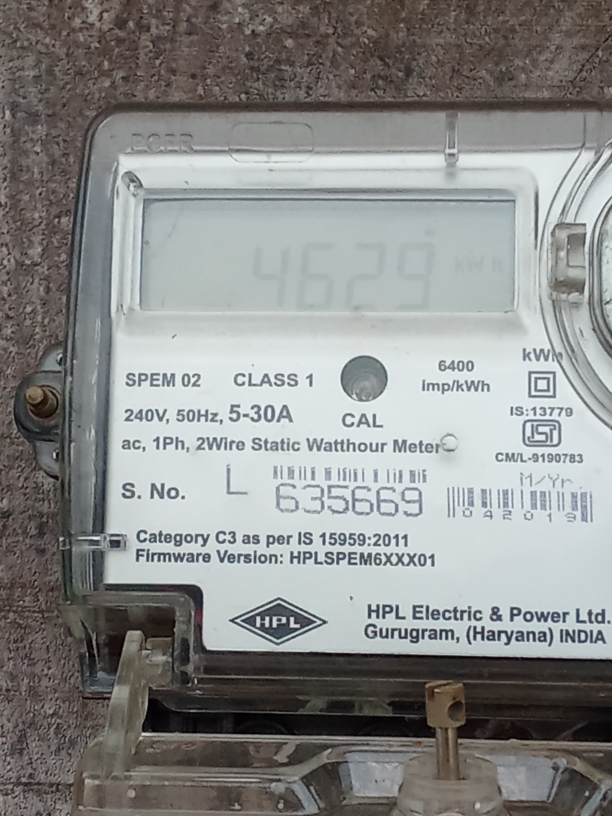 4629 kWh
SPEM 02 CLASS 1
6400 imp/kWh
kWh
240V, 50Hz, 5-30A
CAL
IS:13779
ISI
ac, 1Ph, 2Wire Static Watthour Meter
CM/L-9190783
M/Yr.
S. No. L 635669
042019
Category C3 as per IS 15959:2011
Firmware Version: HPLSPEM6XXX01
HPL
HPL Electric & Power Ltd.
Gurugram, (Haryana) INDIA